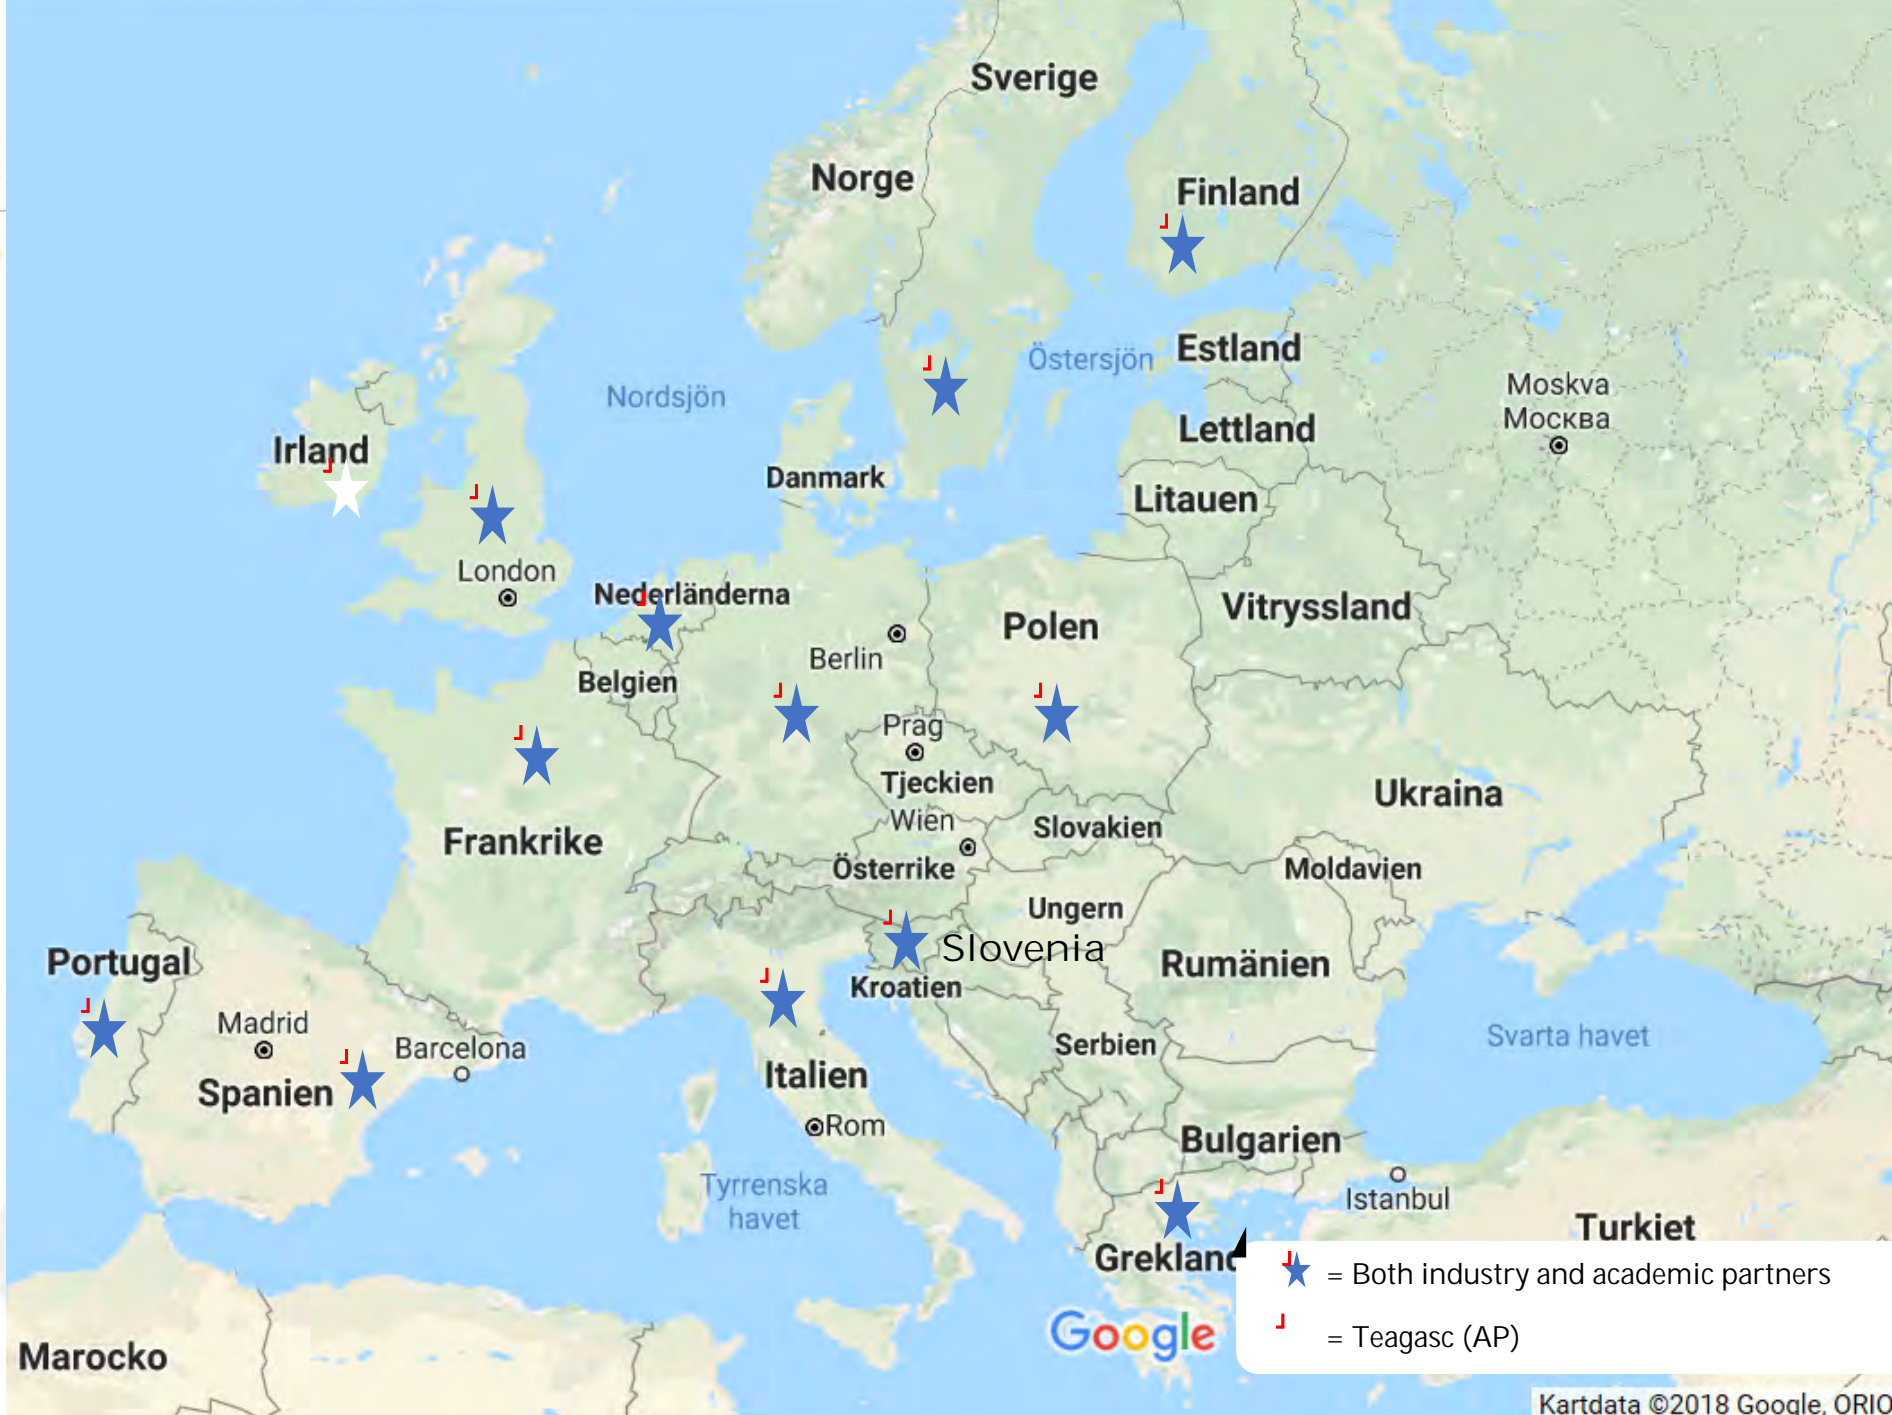 Sverige
Norge
Finland
Östersjön
Estland
Nordsjön
Moskva
Москва
Lettland
Irland
Danmark
Litauen
London
Nederländerna
Vitryssland
Polen
Berlin
Belgien
Prag
Tjeckien
Ukraina
Wien
Slovakien
Frankrike
Österrike
Moldavien
Ungern
Slovenia
Portugal
Rumänien
Kroatien
Madrid
Barcelona
Serbien
Svarta havet
Spanien
Italien
Rom
Bulgarien
Tyrrenska
havet
Istanbul
Turkiet
Grekland
= Both industry and academic partners
Google
= Teagasc (AP)
Marocko
Kartdata ©2018 Google, ORIO